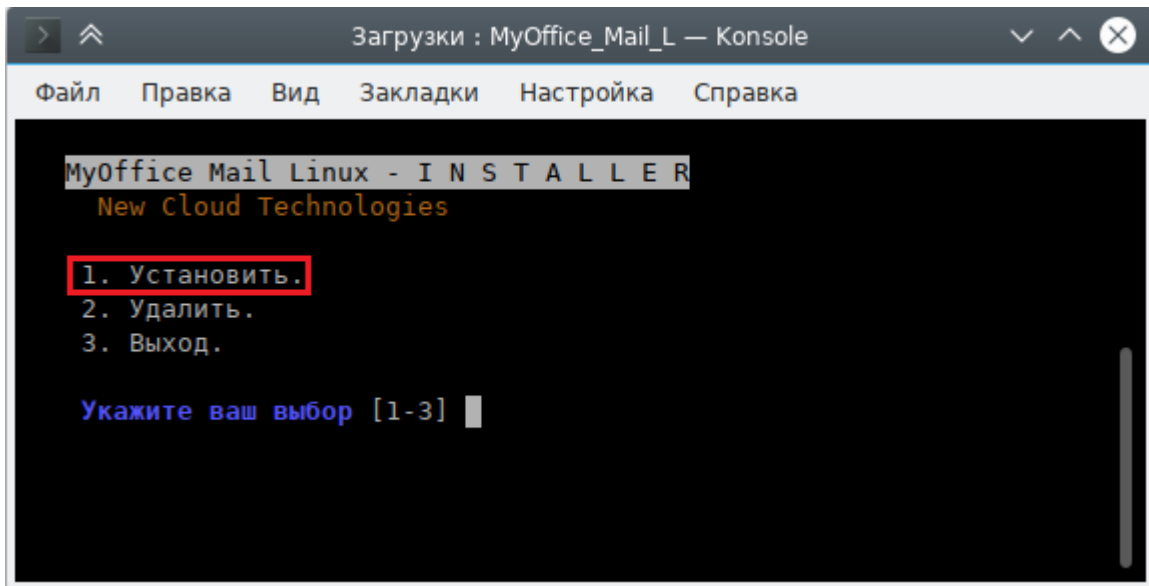 Загрузки : MyOffice_Mail_L — Konsole
Файл Правка Вид Закладки Настройка Справка
MyOffice Mail Linux - I N S T A L L E R
New Cloud Technologies
1. Установить.
2. Удалить.
3. Выход.
Укажите ваш выбор [1-3]